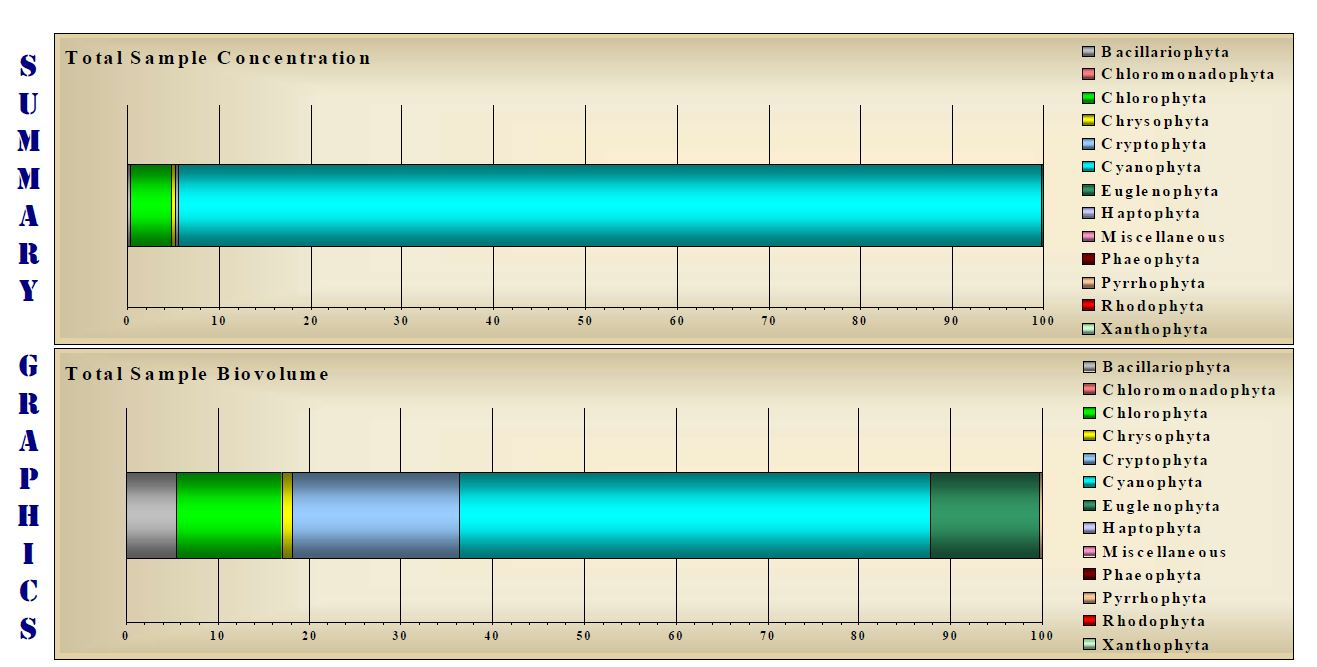 SUMMARY
Total Sample Concentration
Bacillariophyta
Chloromonadophyta
Chlorophyta
Chrysophyta
Cryptophyta
Cyanophyta
Euglenophyta
Haptophyta
Miscellaneous
Phaeophyta
Pyrrhophyta
Rhodophyta
Xanthophyta
0 10 20 30 40 50 60 70 80 90 100
GRAPHICS
Total Sample Biovolume
Bacillariophyta
Chloromonadophyta
Chlorophyta
Chrysophyta
Cryptophyta
Cyanophyta
Euglenophyta
Haptophyta
Miscellaneous
Phaeophyta
Pyrrhophyta
Rhodophyta
Xanthophyta
0 10 20 30 40 50 60 70 80 90 100